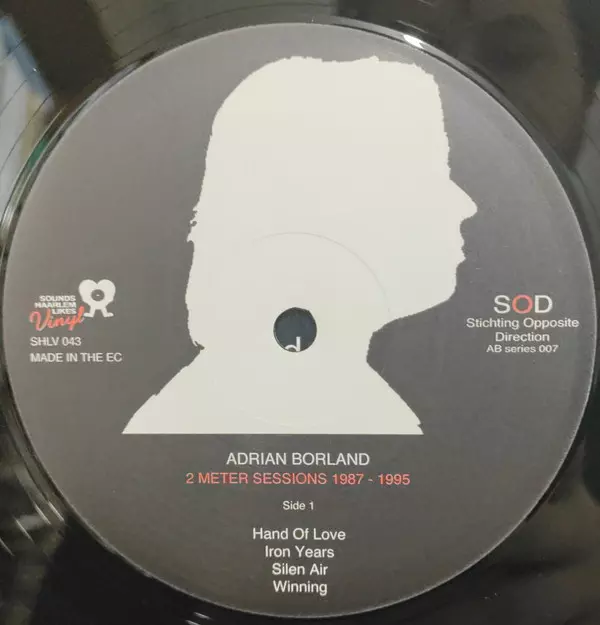 SOUNDS
HAARLEM
LIKES
Vinyl
SHLV 043
MADE IN THE EC
SOD
Stichting Opposite
Direction
AB series 007
d
ADRIAN BORLAND
2 METER SESSIONS 1987 - 1995
Side 1
Hand Of Love
Iron Years
Silen Air
Winning